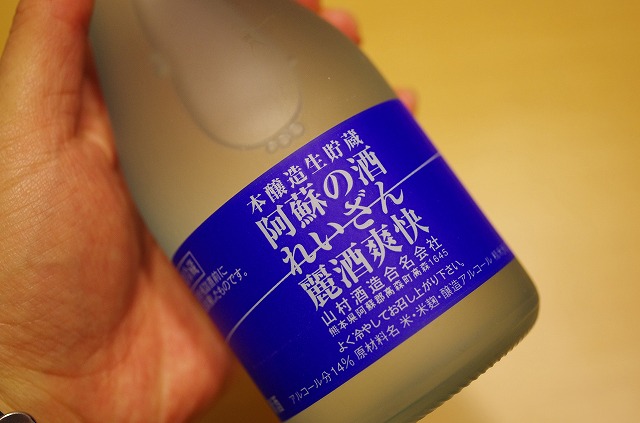 本醸造生貯蔵
阿蘇の酒
れいざん
麗酒爽快
山村酒造合名会社
熊本県阿蘇郡高森町高森1645
よく冷やしてお召し上がり下さい。
原材料名 米・米麹・醸造アルコール
アルコール分14%
ものです。